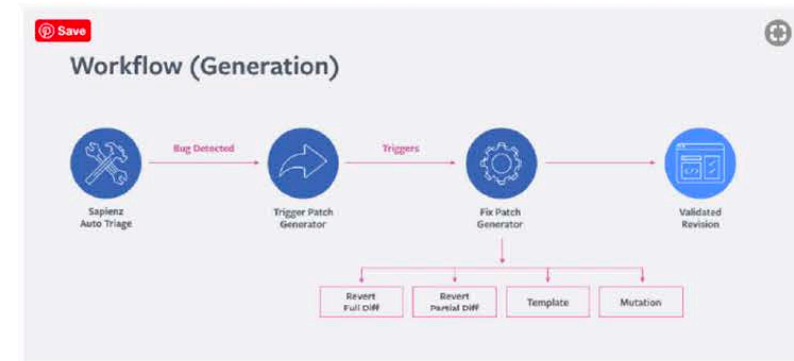 Save
Workflow (Generation)
Bug Detected
Triggers
Sapienz
Auto Triage
Trigger Patch
Generator
Fix Patch
Generator
Validated
Revision
Revert
Full Diff
Revert
Partial Diff
Template
Mutation